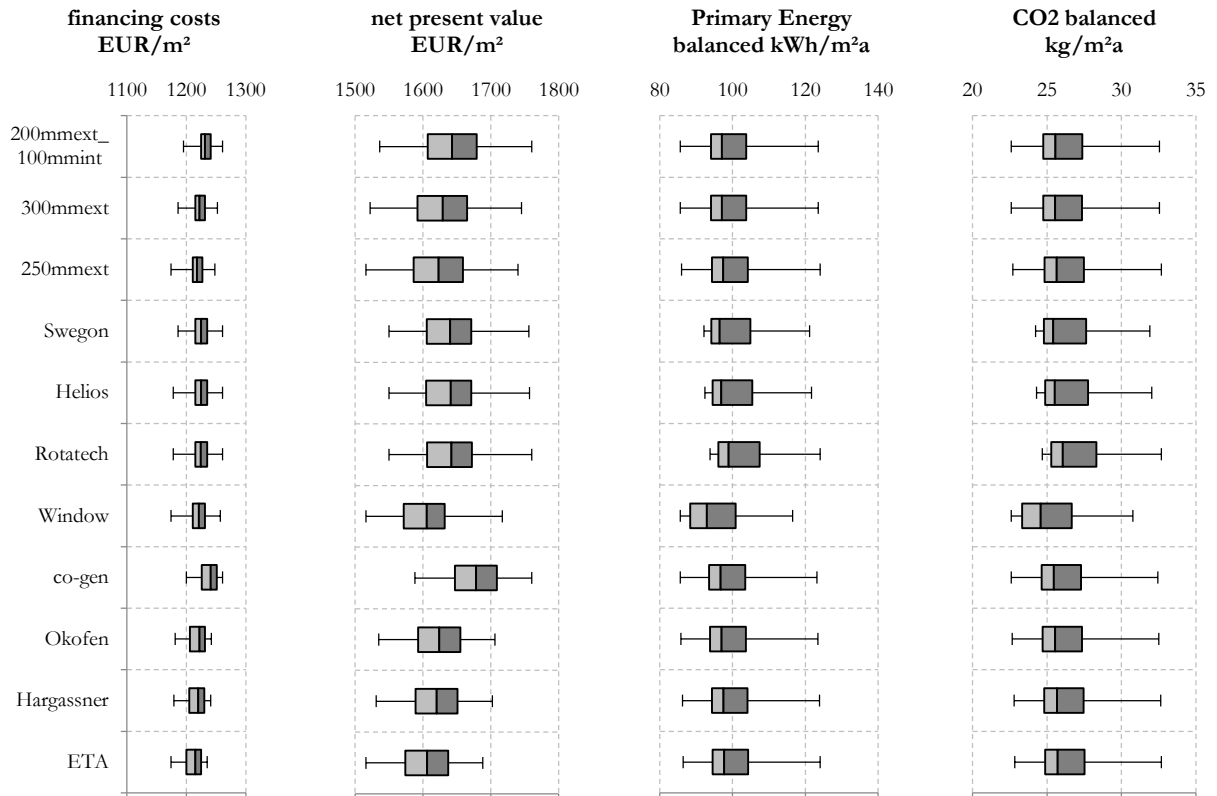 financing costs
EUR/m²
net present value
EUR/m²
Primary Energy
balanced kWh/m²a
CO2 balanced
kg/m²a
1100 1200 1300
1500 1600 1700 1800
80 100 120 140
20 25 30 35
200mmext_
100mmint
300mmext
250mmext
Swegon
Helios
Rotatech
Window
co-gen
Okofen
Hargassner
ETA